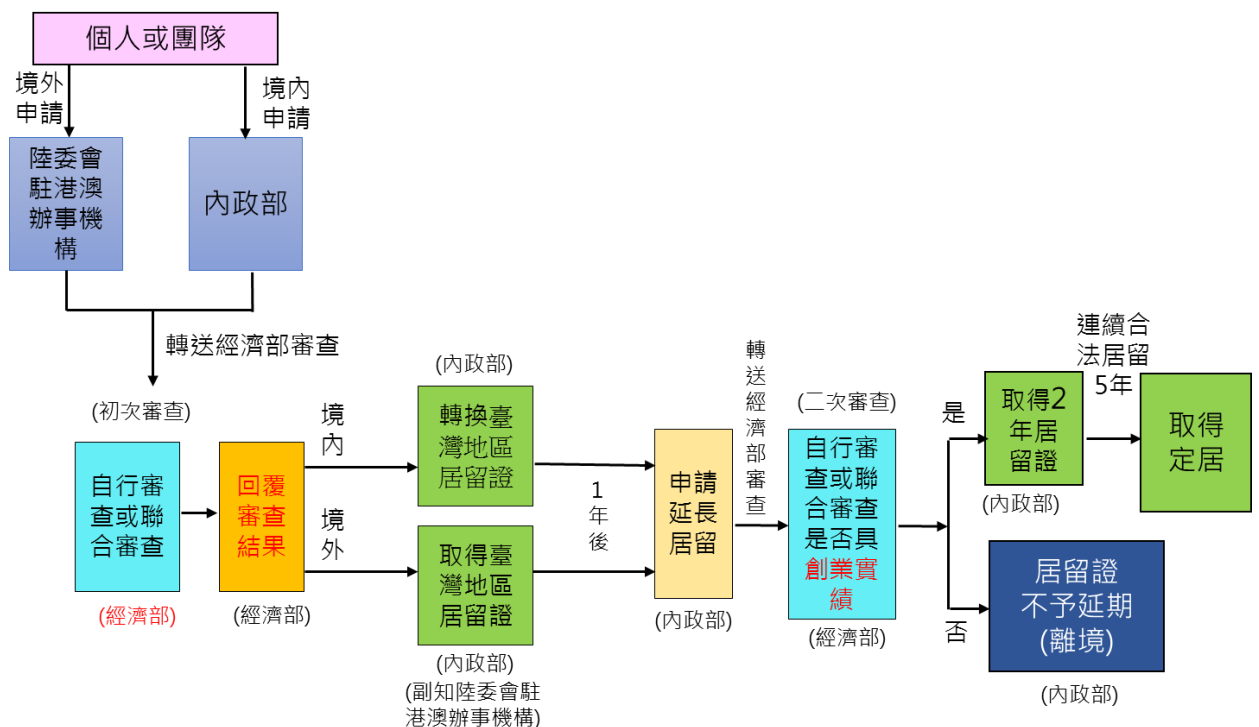 個人或團隊
境外
申請
境內
申請
陸委會
駐港澳
辦事機
構
內政部
轉送經濟部審查
(初次審查)
自行審
查或聯
合審查
(經濟部)
回覆
審查
結果
(經濟部)
境內
境外
(內政部)
轉換臺
灣地區
居留證
取得臺
灣地區
居留證
(內政部)
(副知陸委會駐
港澳辦事機構)
1年後
申請
延長
居留
(內政部)
轉送經濟部審查
(二次審查)
自行審
查或聯
合審查
是否具
創業實
績
(經濟部)
是
取得2
年居
留證
(內政部)
連續合
法居留
5年
取得
定居
否
居留證
不予延期
(離境)
(內政部)